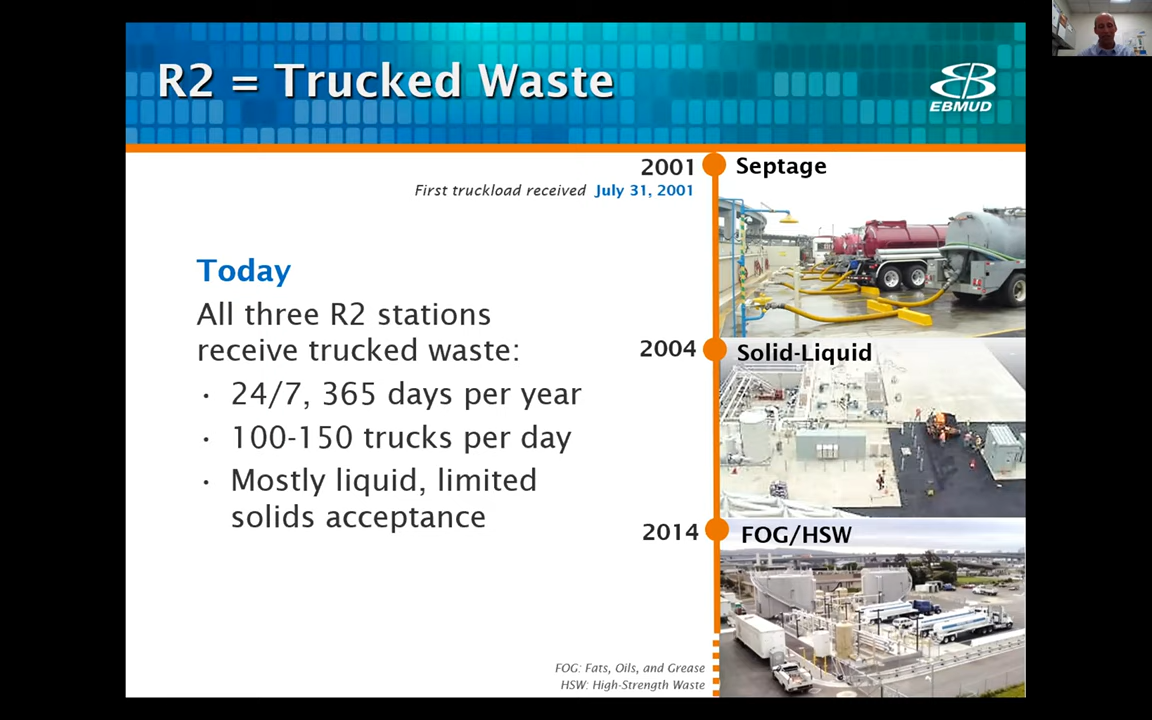 R2 = Trucked Waste
EBMUD
2001
Septage
First truckload received July 31, 2001
Today
All three R2 stations
receive trucked waste:
· 24/7, 365 days per year
· 100-150 trucks per day
· Mostly liquid, limited
solids acceptance
2004
Solid-Liquid
2014
FOG/HSW
FOG: Fats, Oils, and Grease
HSW: High-Strength Waste